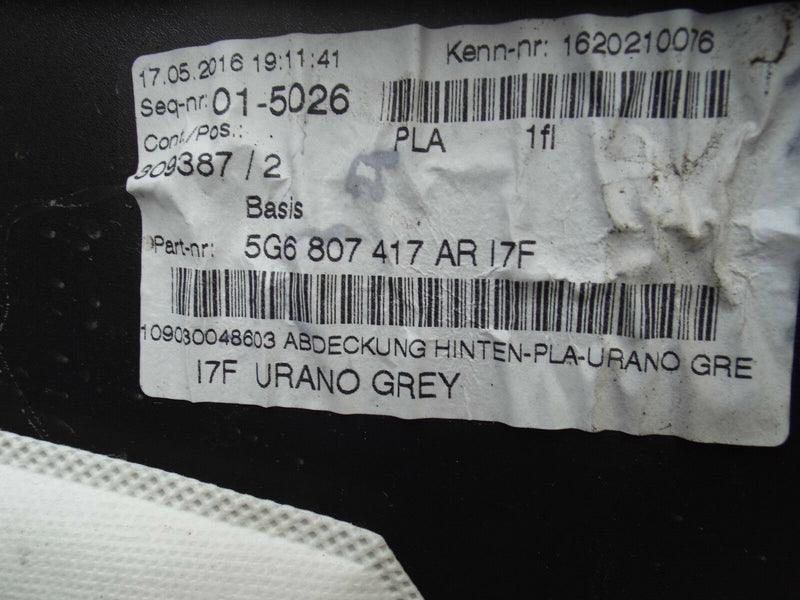 17.05.2016 19:11:41 Kenn-nr: 1620210076
Seq-nr: 01-5026
Cont/Pos.: PLA 1fl
309387 / 2
Basis
Part-nr: 5G6 807 417 AR I7F
109030048603 ABDECKUNG HINTEN-PLA-URANO GRE
I7F URANO GREY